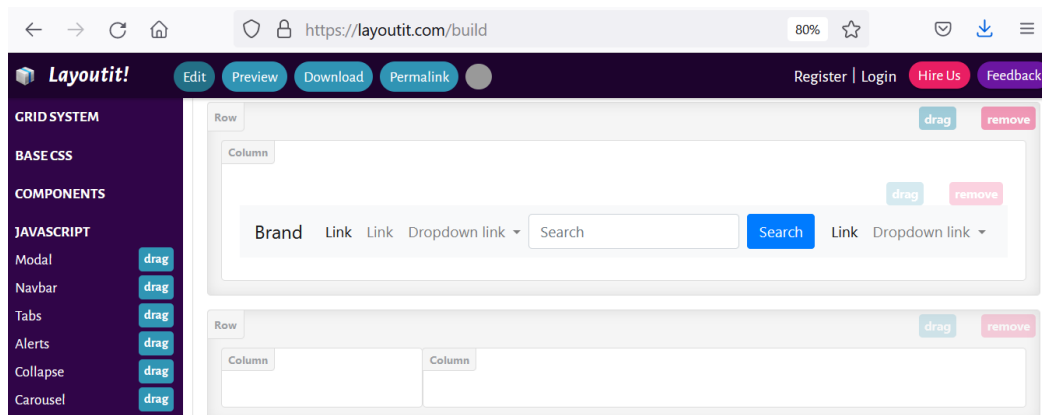 https://layoutit.com/build 80%
Layoutit! Edit Preview Download Permalink Register | Login Hire Us Feedback
GRID SYSTEM
BASE CSS
COMPONENTS
JAVASCRIPT
Modal drag
Navbar drag
Tabs drag
Alerts drag
Collapse drag
Carousel drag
Row drag remove
Column
drag remove
Brand Link Link Dropdown link Search Search Link Dropdown link
Row drag remove
Column Column